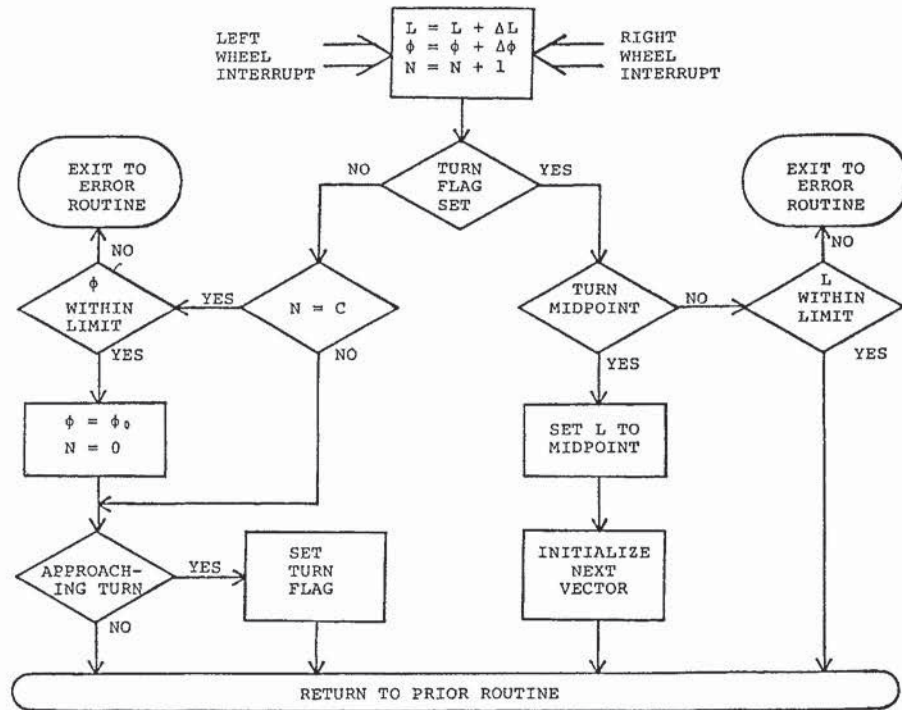 LEFT
WHEEL
INTERRUPT
L = L + ΔL
ϕ = ϕ + Δϕ
N = N + 1
RIGHT
WHEEL
INTERRUPT
NO
TURN
FLAG
SET
YES
EXIT TO
ERROR
ROUTINE
EXIT TO
ERROR
ROUTINE
NO
ϕ
WITHIN
LIMIT
YES
N = C
TURN
MIDPOINT
NO
NO
L
WITHIN
LIMIT
YES
NO
YES
YES
ϕ = ϕ₀
N = 0
SET L TO
MIDPOINT
APPROACH-
ING TURN
YES
SET
TURN
FLAG
INITIALIZE
NEXT
VECTOR
NO
RETURN TO PRIOR ROUTINE